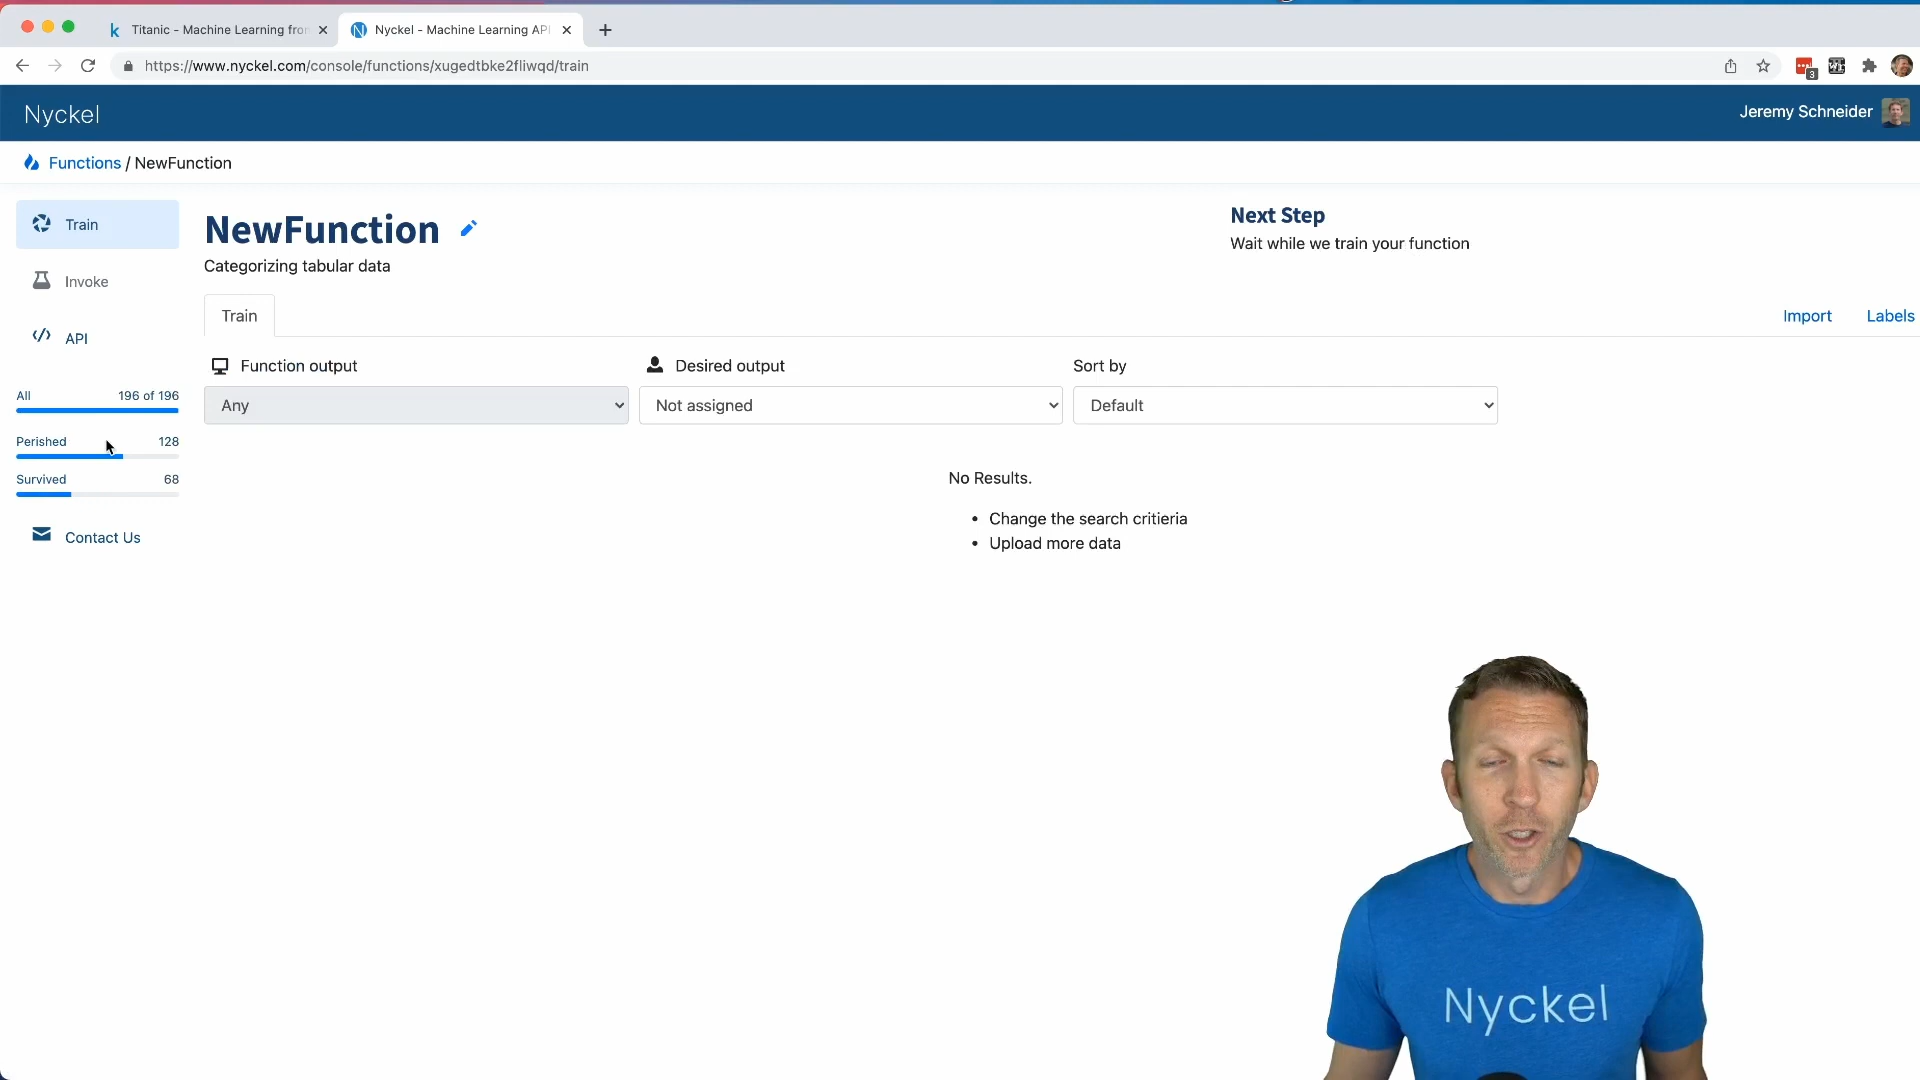 Titanic - Machine Learning fro
Nyckel - Machine Learning API
https://www.nyckel.com/console/functions/xugedtbke2fliwqd/train
3
Nyckel
Jeremy Schneider
Functions / NewFunction
Train
Invoke
API
All 196 of 196
Perished 128
Survived 68
Contact Us
NewFunction
Categorizing tabular data
Next Step
Wait while we train your function
Train
Import Labels
Function output
Desired output
Sort by
Any
Not assigned
Default
No Results.
• Change the search critieria
• Upload more data
Nyckel